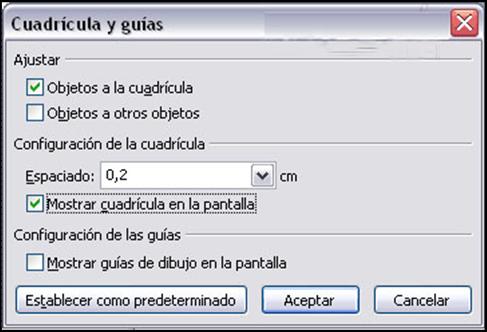 Cuadrícula y guías
Ajustar
Objetos a la cuadrícula
Objetos a otros objetos
Configuración de la cuadrícula
Espaciado: 0,2 cm
Mostrar cuadrícula en la pantalla
Configuración de las guías
Mostrar guías de dibujo en la pantalla
Establecer como predeterminado Aceptar Cancelar